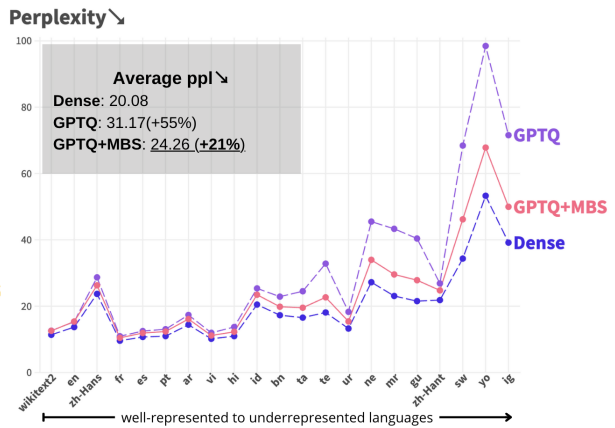 Perplexity↘
100
80
60
40
20
0
Average ppl↘
Dense: 20.08
GPTQ: 31.17(+55%)
GPTQ+MBS: 24.26 (+21%)
GPTQ
GPTQ+MBS
Dense
wikitext2
en
zh-Hans
fr
es
pt
ar
vi
hi
id
bn
ta
te
ur
ne
mr
gu
zh-Hant
sw
yo
ig
well-represented to underrepresented languages